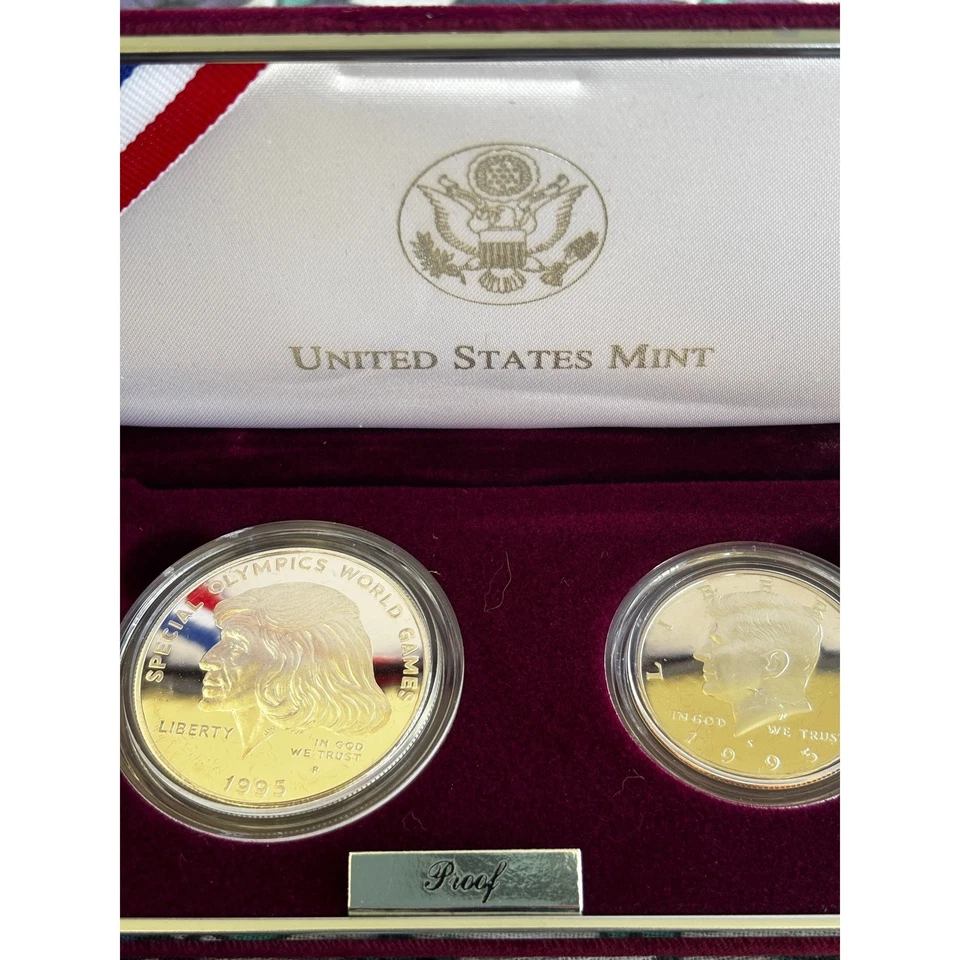 UNITED STATES MINT
SPECIAL OLYMPICS WORLD GAMES
LIBERTY
IN GOD
WE TRUST
P
1995
LIBER
IN GOD WE TRUST
S
1995
Proof